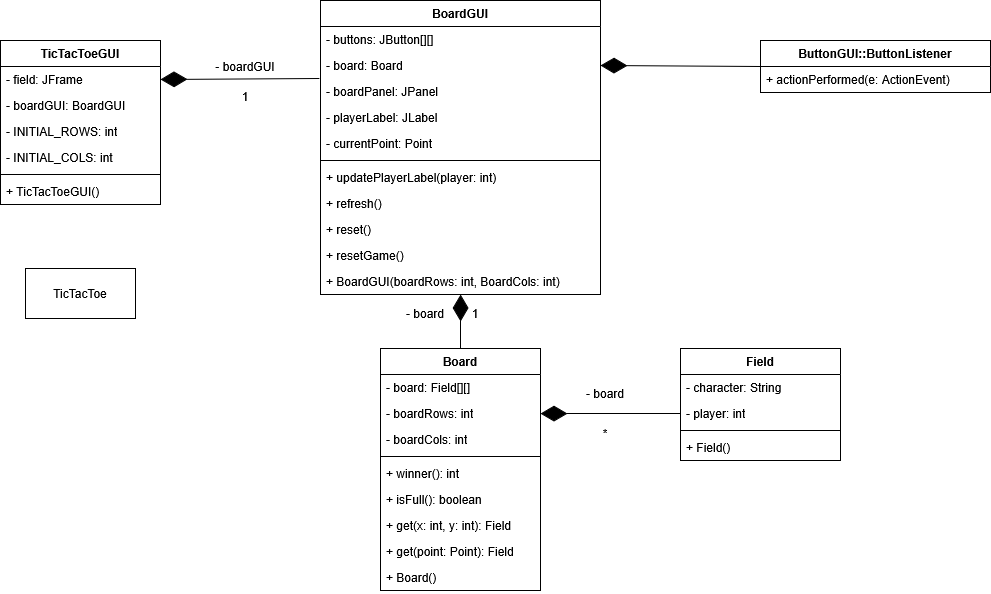 TicTacToeGUI
- field: JFrame
- boardGUI: BoardGUI
- INITIAL_ROWS: int
- INITIAL_COLS: int
+ TicTacToeGUI()
- boardGUI
1
BoardGUI
- buttons: JButton[][]
- board: Board
- boardPanel: JPanel
- playerLabel: JLabel
- currentPoint: Point
+ updatePlayerLabel(player: int)
+ refresh()
+ reset()
+ resetGame()
+ BoardGUI(boardRows: int, BoardCols: int)
ButtonGUI::ButtonListener
+ actionPerformed(e: ActionEvent)
TicTacToe
- board
1
Board
- board: Field[][]
- boardRows: int
- boardCols: int
+ winner(): int
+ isFull(): boolean
+ get(x: int, y: int): Field
+ get(point: Point): Field
+ Board()
- board
*
Field
- character: String
- player: int
+ Field()